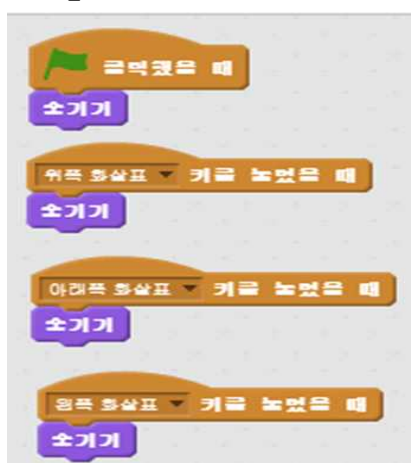 클릭했을 때
숨기기
위쪽 화살표 키를 눌렀을 때
숨기기
아래쪽 화살표 키를 눌렀을 때
숨기기
왼쪽 화살표 키를 눌렀을 때
숨기기